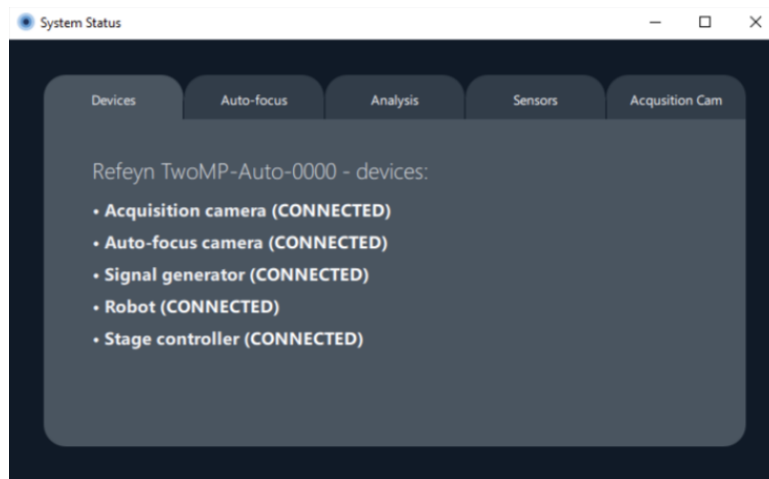 System Status
Devices Auto-focus Analysis Sensors Acqusition Cam
Refeyn TwoMP-Auto-0000 - devices:
• Acquisition camera (CONNECTED)
• Auto-focus camera (CONNECTED)
• Signal generator (CONNECTED)
• Robot (CONNECTED)
• Stage controller (CONNECTED)